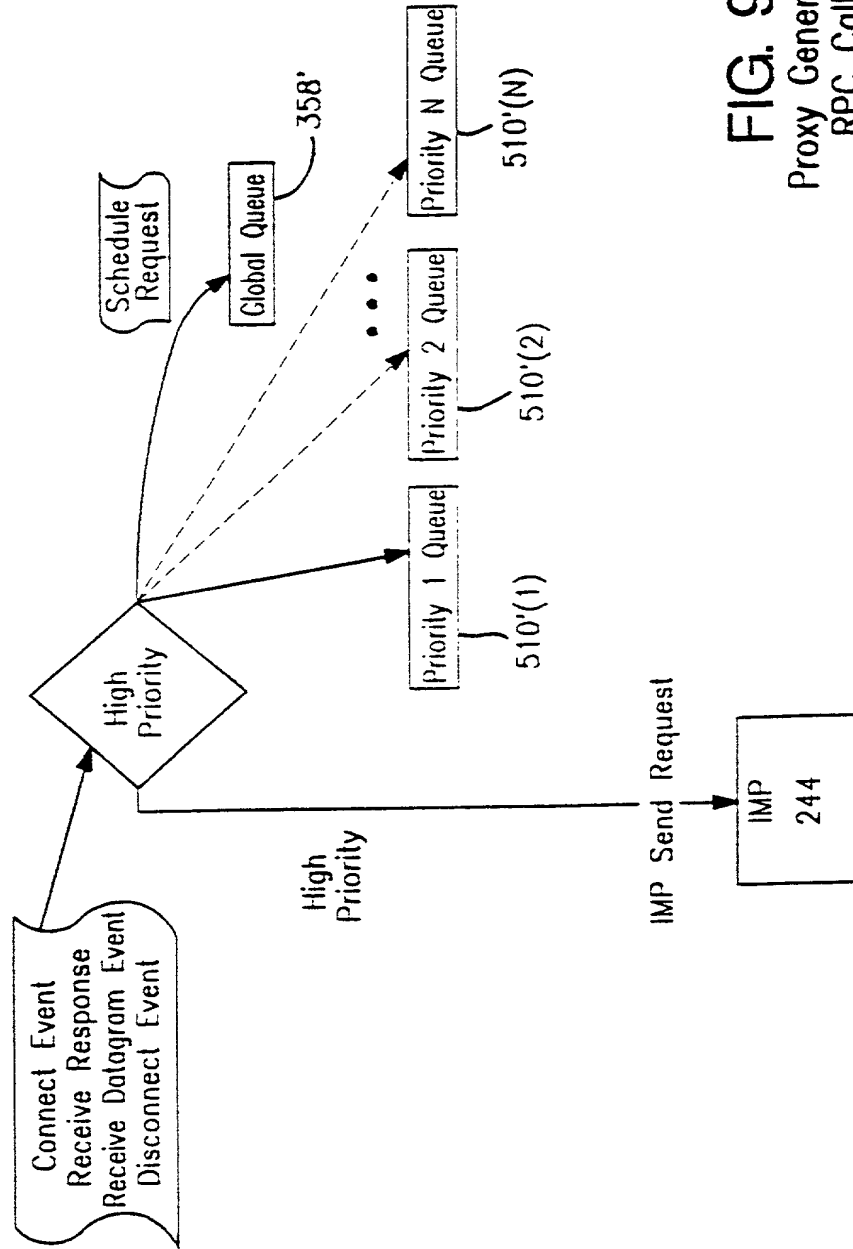 Connect Event
Receive Response
Receive Datagram Event
Disconnect Event
High
Priority
Schedule
Request
Global Queue
358'
Priority 1 Queue
510'(1)
Priority 2 Queue
510'(2)
Priority N Queue
510'(N)
High
Priority
IMP Send Request
IMP
244
FIG. 9
Proxy Gener
RPC Call